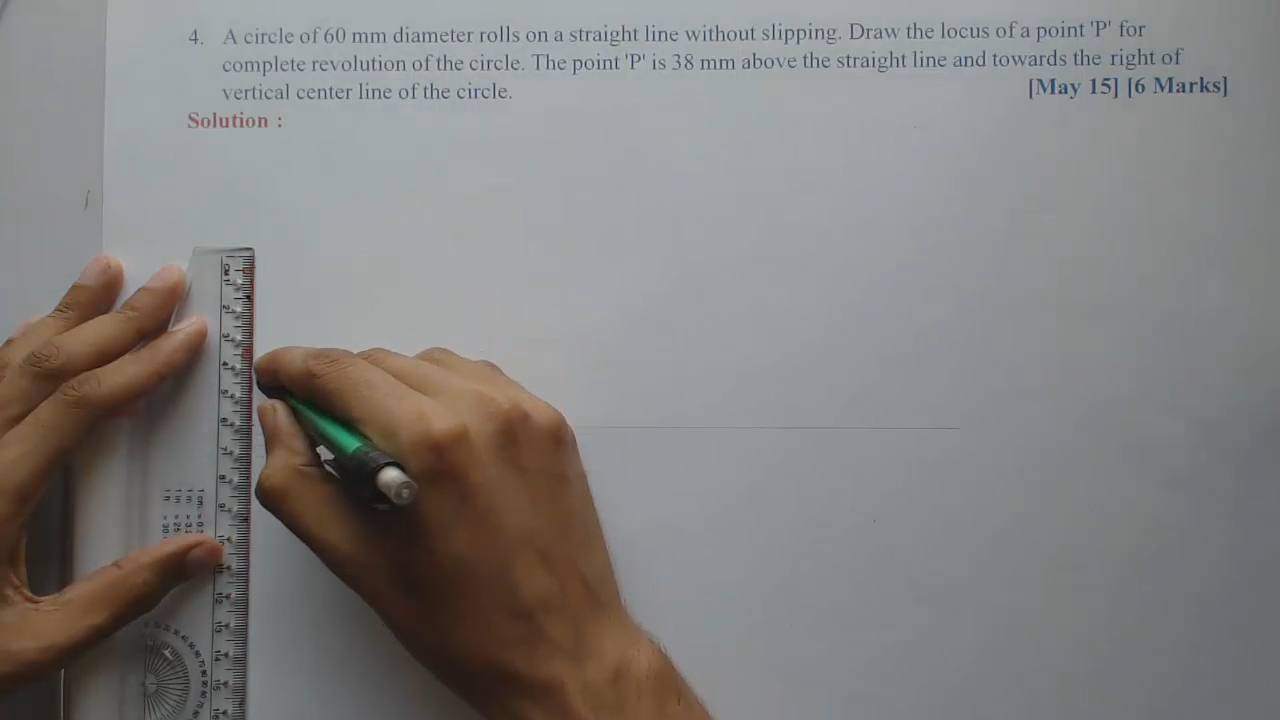 4. A circle of 60 mm diameter rolls on a straight line without slipping. Draw the locus of a point 'P' for
complete revolution of the circle. The point 'P' is 38 mm above the straight line and towards the right of
vertical center line of the circle. [May 15] [6 Marks]
Solution :